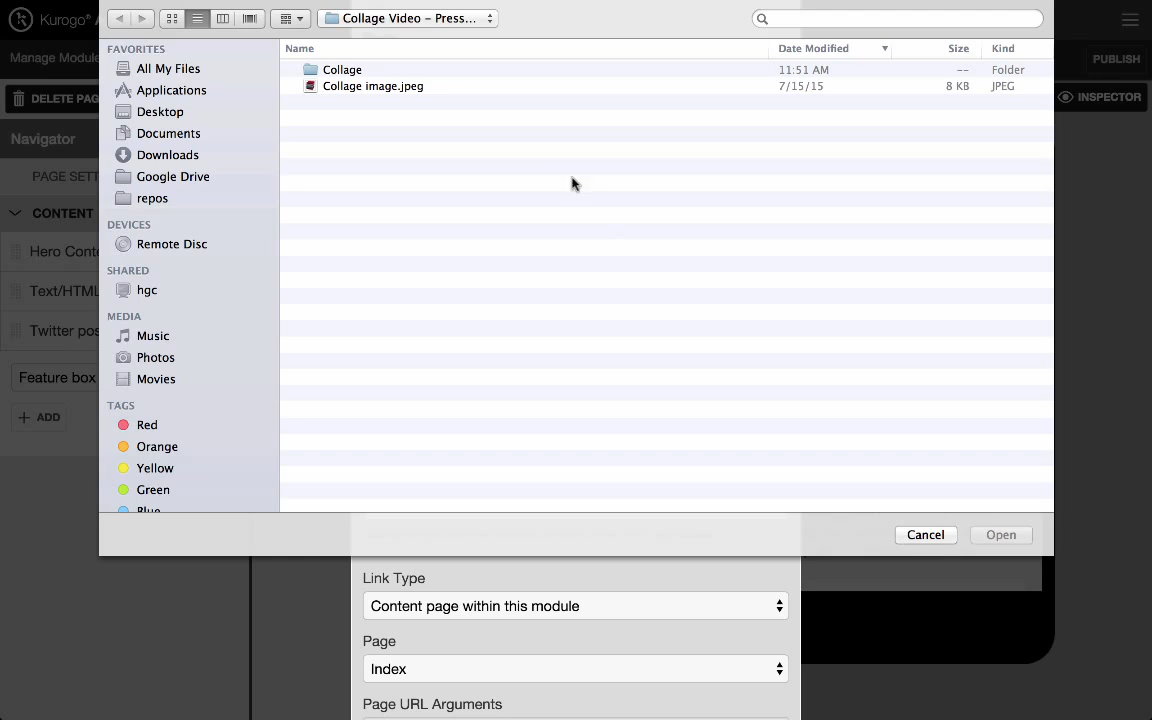 Kurogo®
Collage Video – Press...
Manage Module
PUBLISH
DELETE PAG
INSPECTOR
Navigator
PAGE SETT
CONTENT
Hero Conte
Text/HTML
Twitter pos
Feature box
ADD
FAVORITES
All My Files
Applications
Desktop
Documents
Downloads
Google Drive
repos
DEVICES
Remote Disc
SHARED
hgc
MEDIA
Music
Photos
Movies
TAGS
Red
Orange
Yellow
Green
Blue
Name Date Modified Size Kind
Collage 11:51 AM -- Folder
Collage image.jpeg 7/15/15 8 KB JPEG
Cancel Open
Link Type
Content page within this module
Page
Index
Page URL Arguments